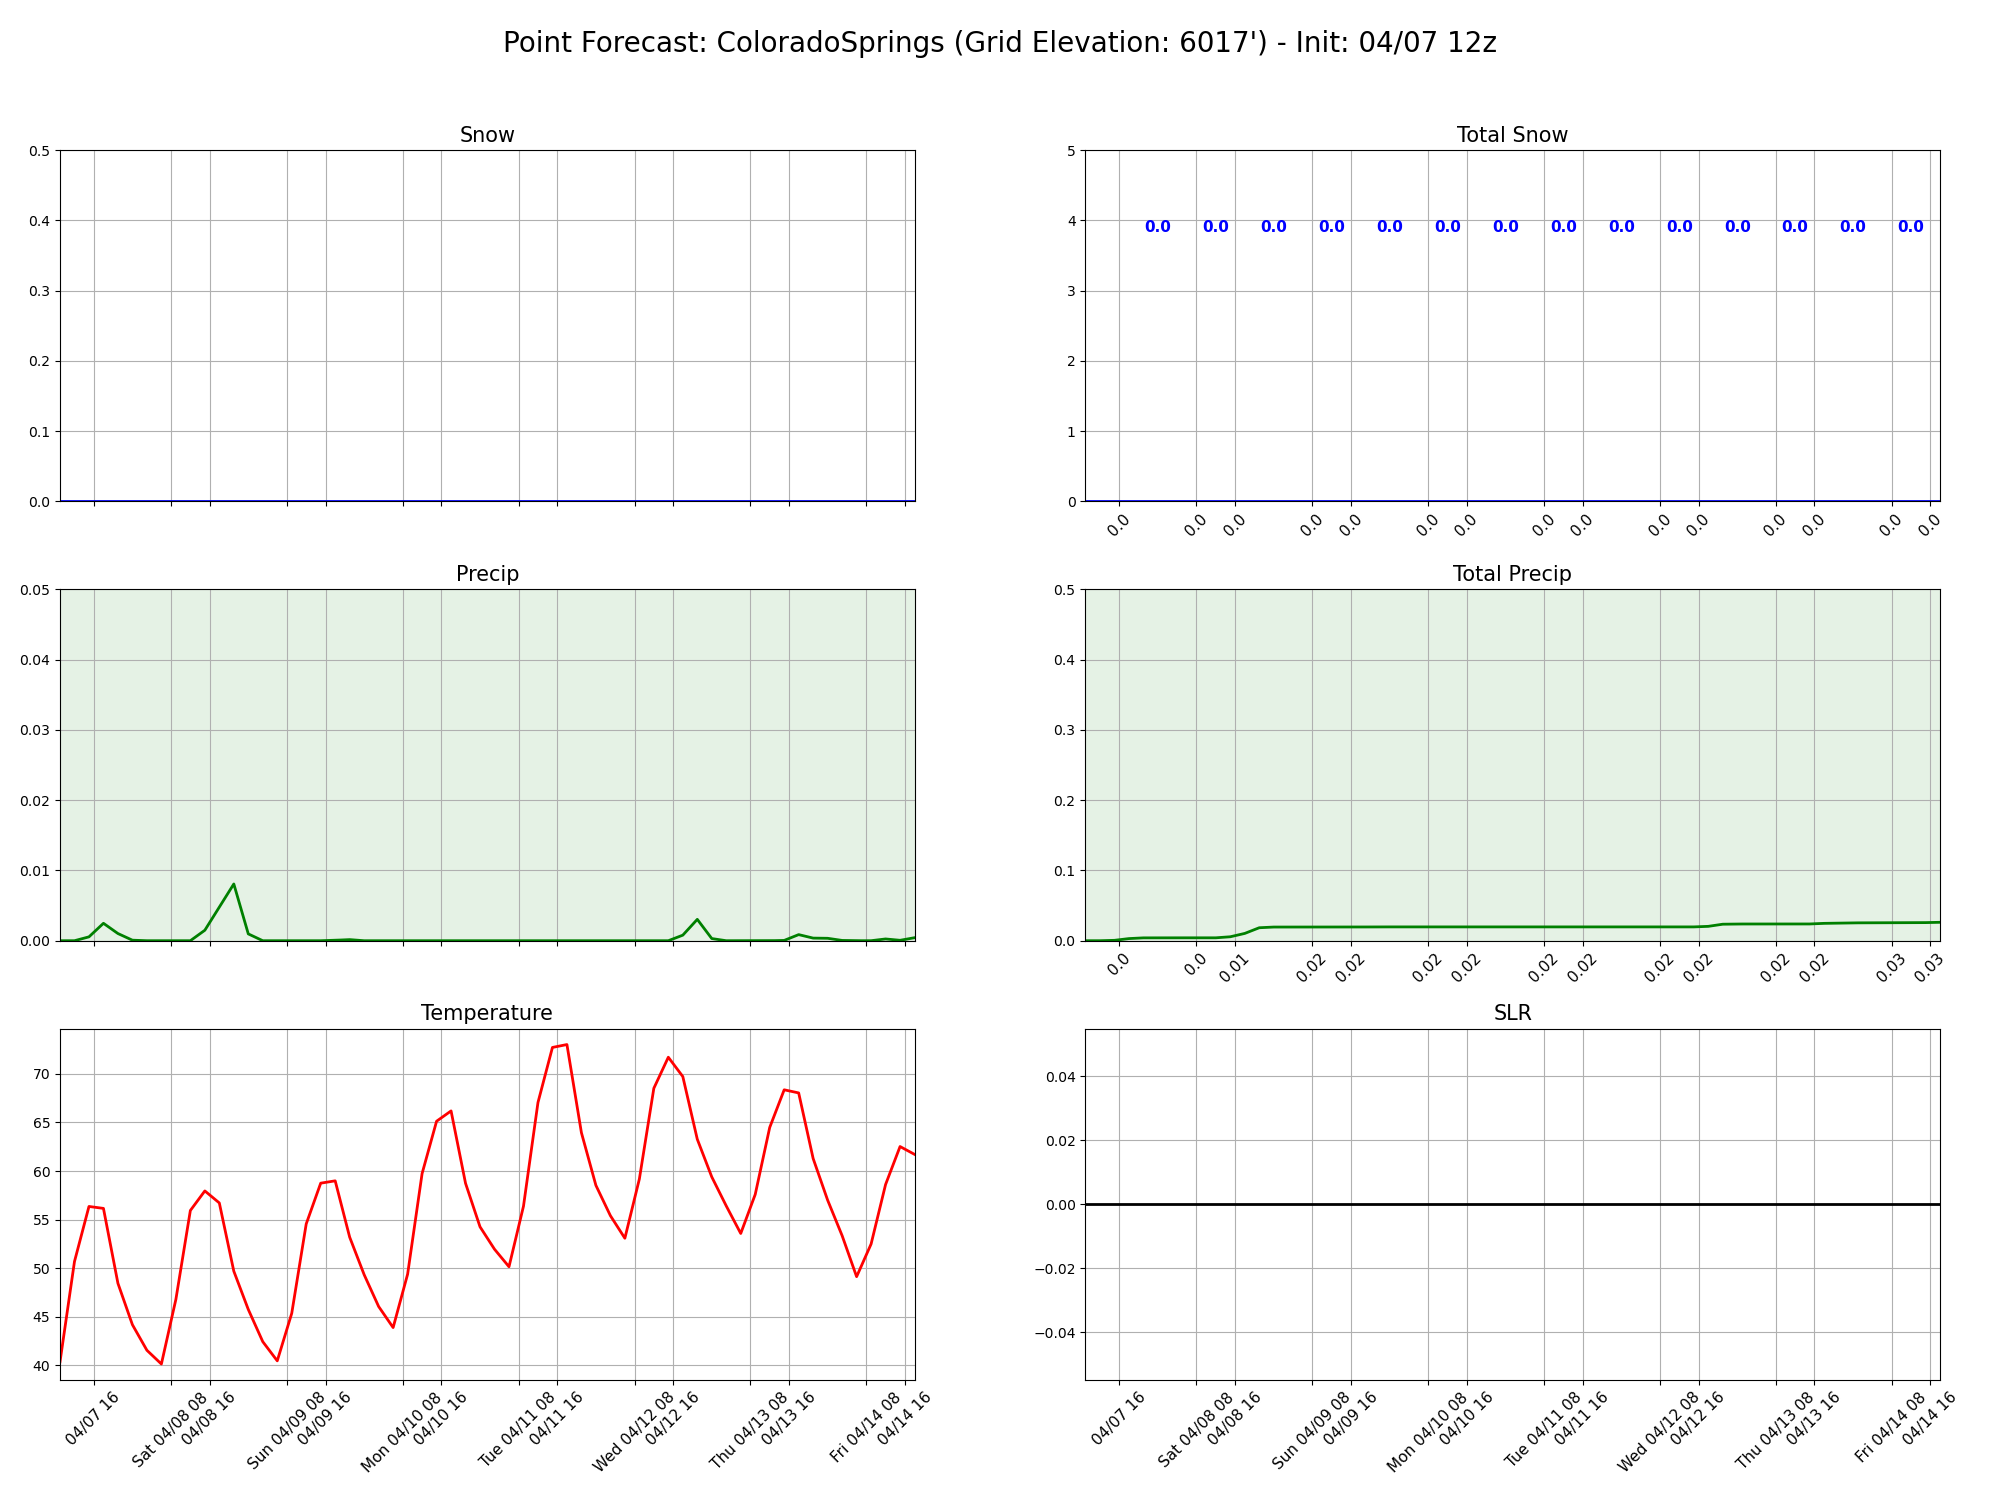 Point Forecast: ColoradoSprings (Grid Elevation: 6017') - Init: 04/07 12z
Snow
0.5
0.4
0.3
0.2
0.1
0.0
Total Snow
5
4
3
2
1
0
0.0 0.0 0.0 0.0 0.0 0.0 0.0 0.0 0.0 0.0 0.0 0.0 0.0 0.0
0.0 0.0 0.0 0.0 0.0 0.0 0.0 0.0 0.0 0.0 0.0 0.0 0.0 0.0 0.0
Precip
0.05
0.04
0.03
0.02
0.01
0.00
Total Precip
0.5
0.4
0.3
0.2
0.1
0.0
0.0 0.0 0.01 0.02 0.02 0.02 0.02 0.02 0.02 0.02 0.02 0.02 0.02 0.03 0.03
Temperature
70
65
60
55
50
45
40
04/07 16
Sat 04/08 08
04/08 16
Sun 04/09 08
04/09 16
Mon 04/10 08
04/10 16
Tue 04/11 08
04/11 16
Wed 04/12 08
04/12 16
Thu 04/13 08
04/13 16
Fri 04/14 08
04/14 16
SLR
0.04
0.02
0.00
−0.02
−0.04
04/07 16
Sat 04/08 08
04/08 16
Sun 04/09 08
04/09 16
Mon 04/10 08
04/10 16
Tue 04/11 08
04/11 16
Wed 04/12 08
04/12 16
Thu 04/13 08
04/13 16
Fri 04/14 08
04/14 16